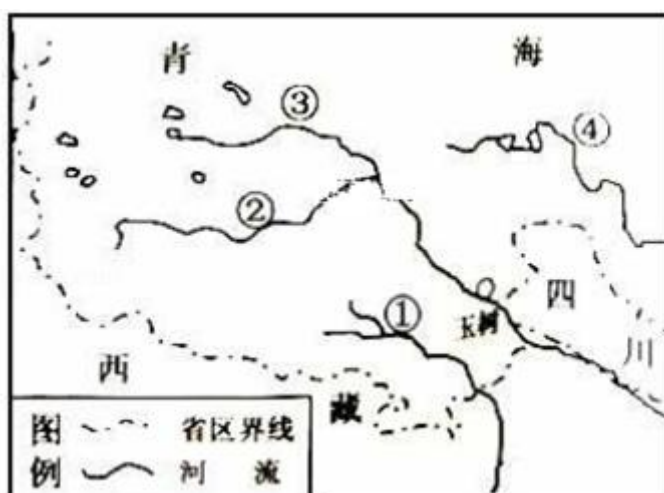 青 海
③
④
②
四
①
玉树
川
西
藏
图 省区界线
例 河 流